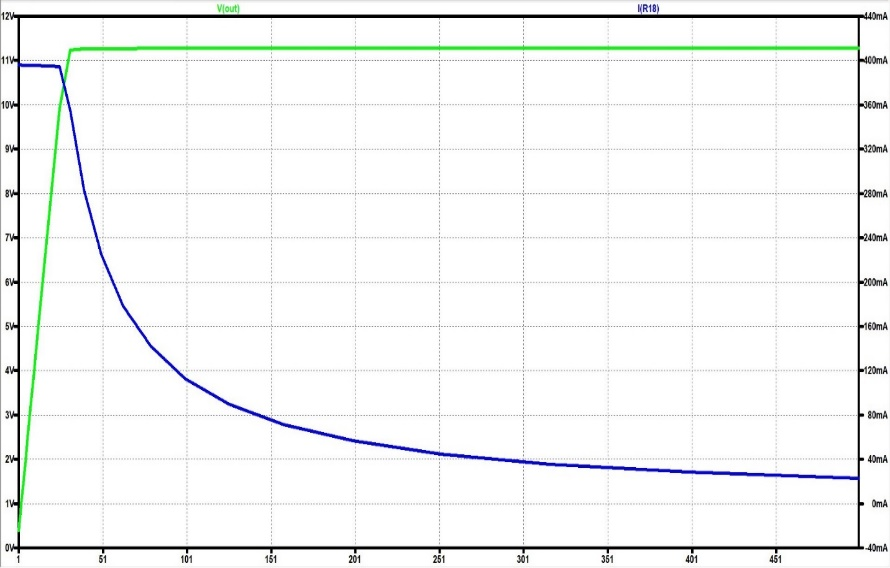 V(out) I(R18)
12V 440mA
11V 400mA
10V 360mA
9V 320mA
8V 280mA
7V 240mA
6V 200mA
5V 160mA
4V 120mA
3V 80mA
2V 40mA
1V 0mA
0V -40mA
1 51 101 151 201 251 301 351 401 451